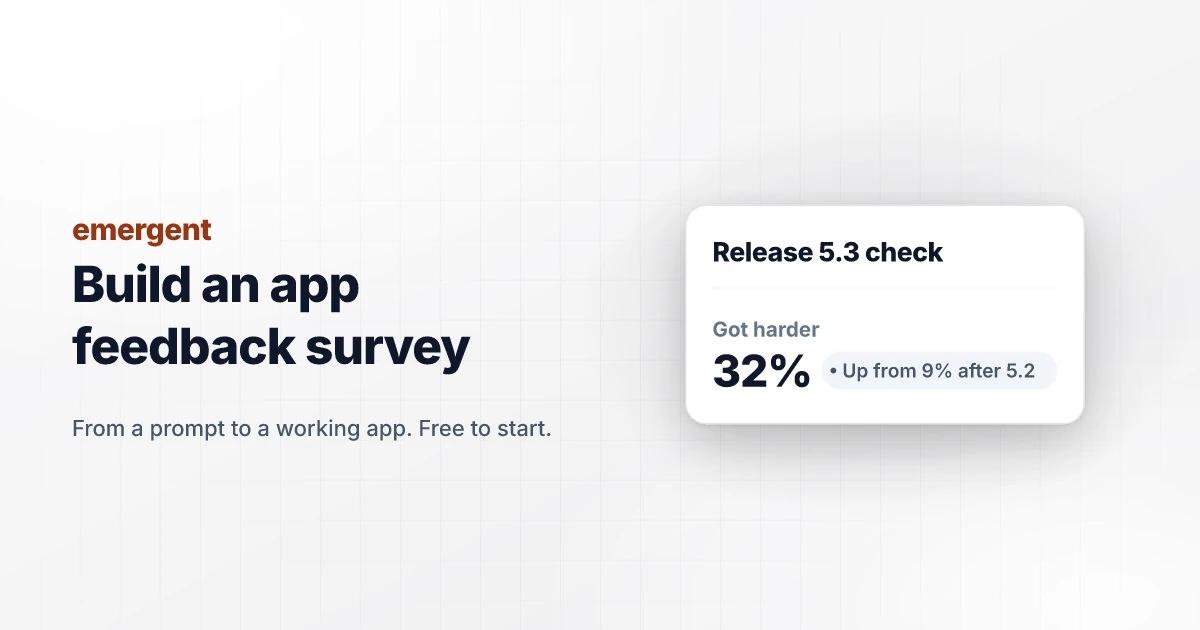 emergent
Build an app
feedback survey
From a prompt to a working app. Free to start.
Release 5.3 check
Got harder
32% • Up from 9% after 5.2